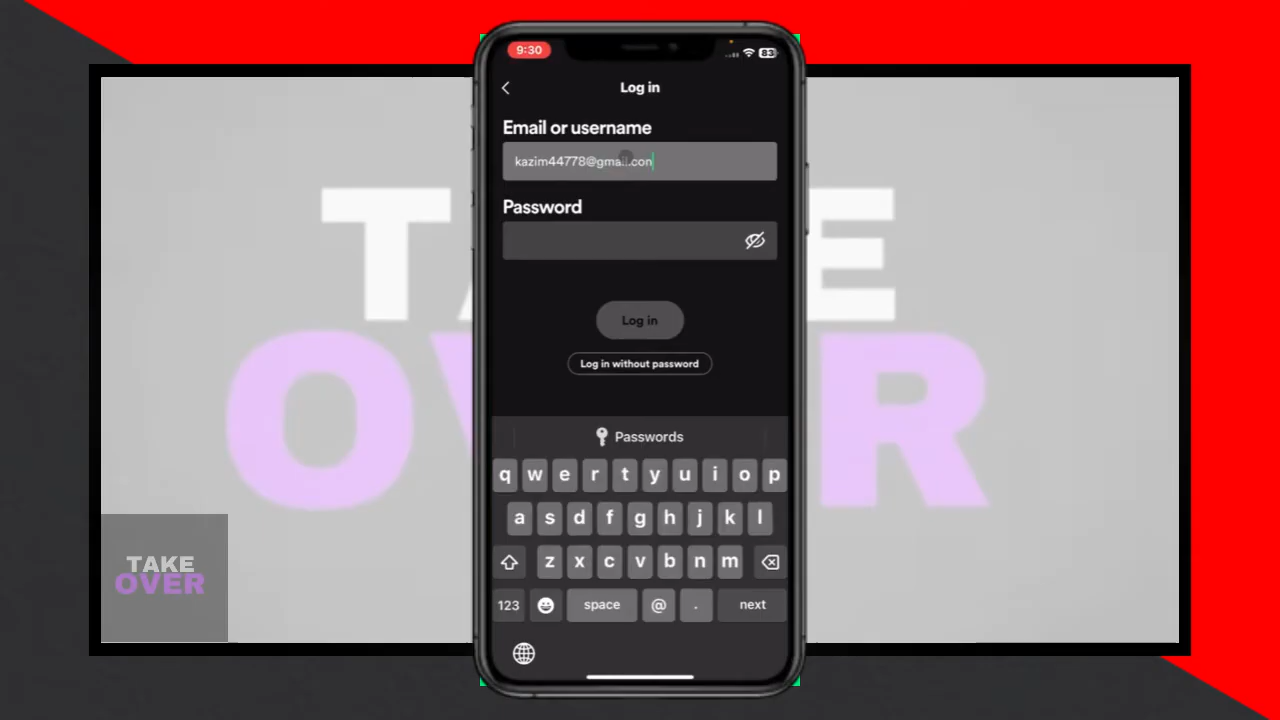 9:30
83
Log in
Email or username
kazim44778@gmail.con
Password
Log in
Log in without password
Passwords
q w e r t y u i o p
a s d f g h j k l
z x c v b n m
123 space @ . next
TAKE
OVER
TAKE
OVER